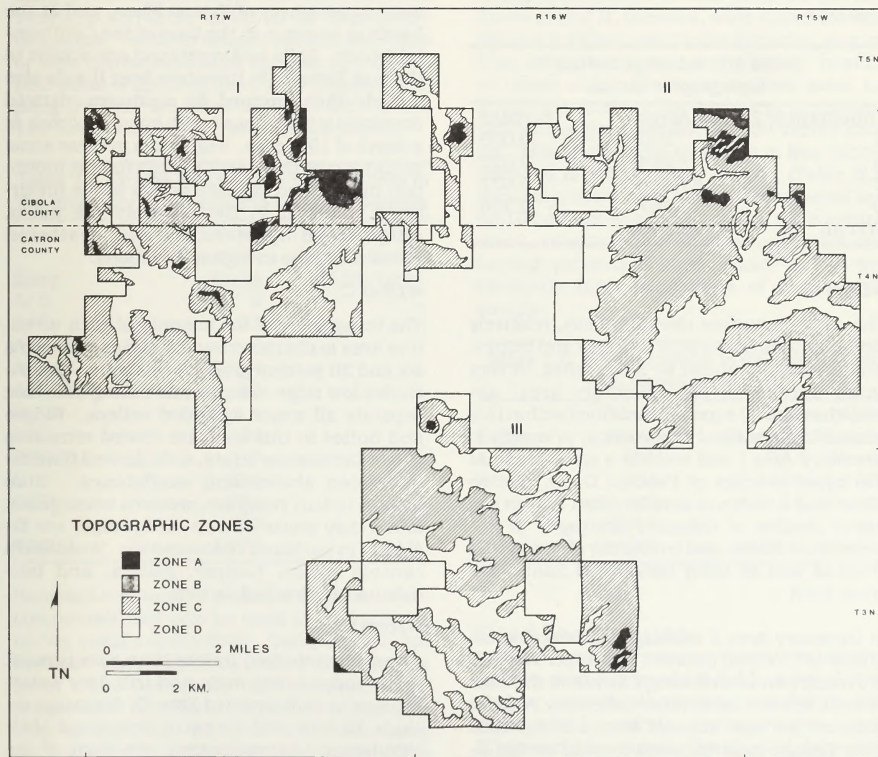 R17W R16W R15W
T5N
I II
CIBOLA
COUNTY
CATRON
COUNTY
T4N
III
TOPOGRAPHIC ZONES
ZONE A
ZONE B
ZONE C
ZONE D
0 2 MILES
0 2 KM.
TN
T3N